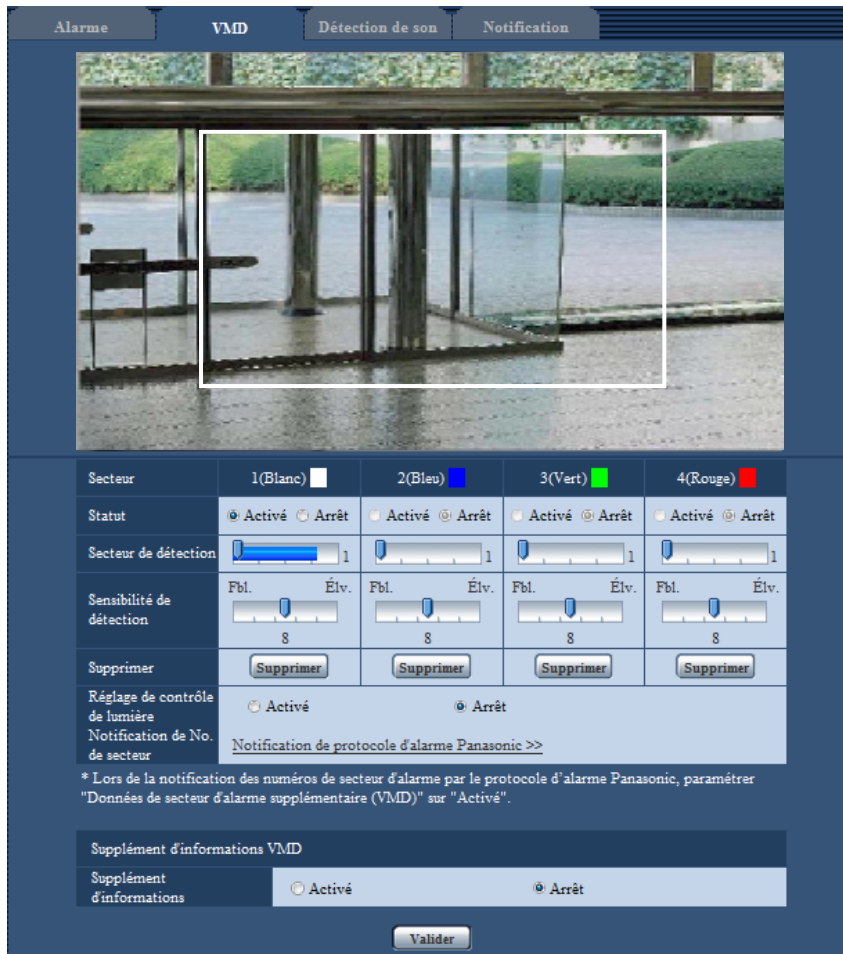 Alarme VMD Détection de son Notification
Secteur 1(Blanc) 2(Bleu) 3(Vert) 4(Rouge)
Statut Activé Arrêt Activé Arrêt Activé Arrêt Activé Arrêt
Secteur de détection 1 1 1 1
Sensibilité de
détection
Fbl. Élv. Fbl. Élv. Fbl. Élv. Fbl. Élv.
8 8 8 8
Supprimer Supprimer Supprimer Supprimer Supprimer
Réglage de contrôle
de lumière
Activé Arrêt
Notification de No.
de secteur
Notification de protocole d'alarme Panasonic >>
* Lors de la notification des numéros de secteur d'alarme par le protocole d’alarme Panasonic, paramétrer
"Données de secteur d'alarme supplémentaire (VMD)" sur "Activé".
Supplément d'informations VMD
Supplément
d'informations
Activé Arrêt
Valider